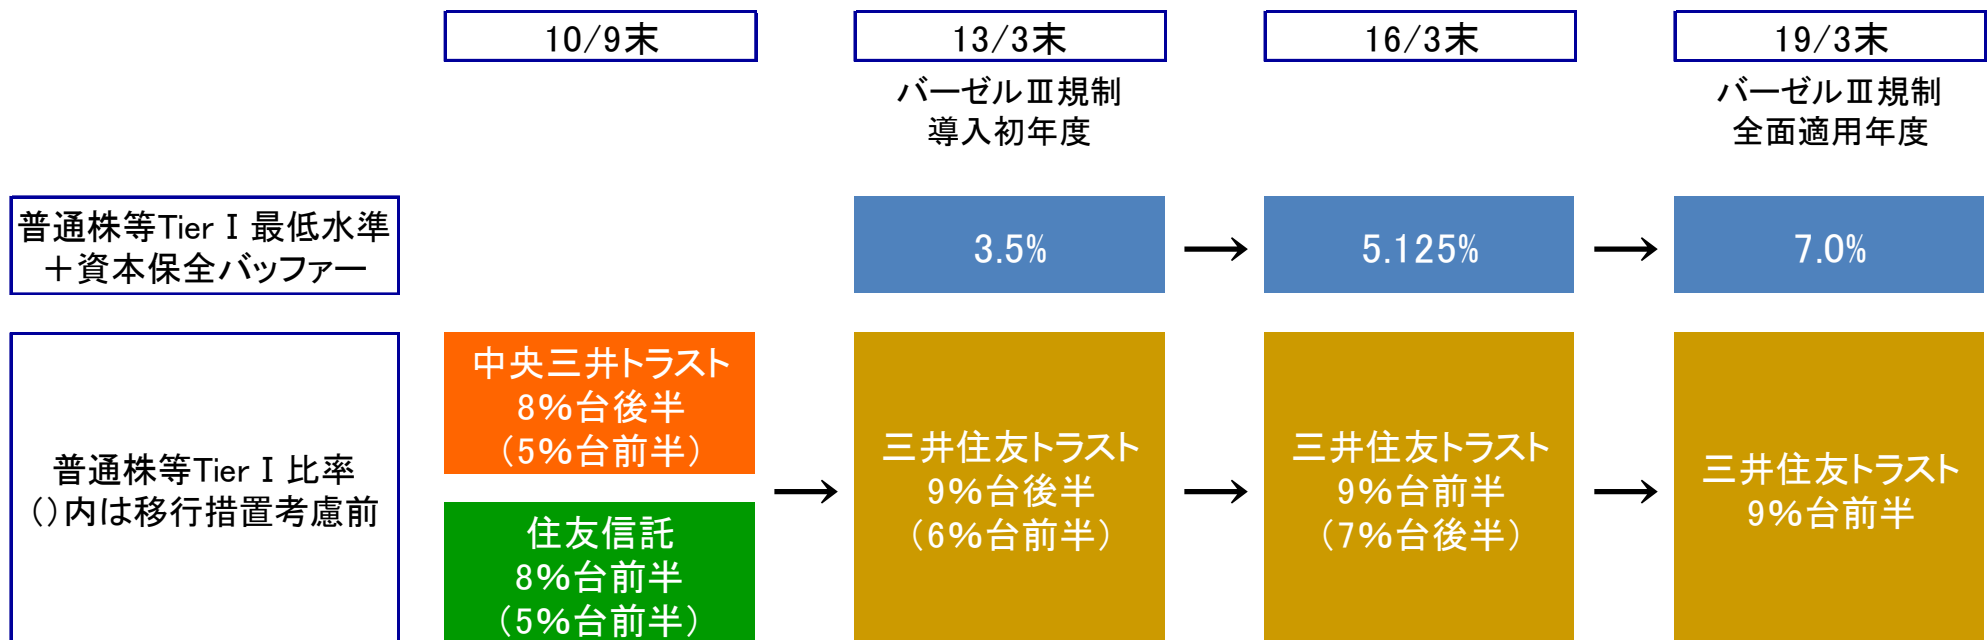 10/9末
13/3末
16/3末
19/3末
バーゼルⅢ規制
導入初年度
バーゼルⅢ規制
全面適用年度
普通株等TierⅠ最低水準
＋資本保全バッファー
3.5%
→
5.125%
→
7.0%
普通株等TierⅠ比率
（）内は移行措置考慮前
中央三井トラスト
8%台後半
（5%台前半）
住友信託
8%台前半
（5%台前半）
→
三井住友トラスト
9%台後半
（6%台前半）
→
三井住友トラスト
9%台前半
（7%台後半）
→
三井住友トラスト
9%台前半